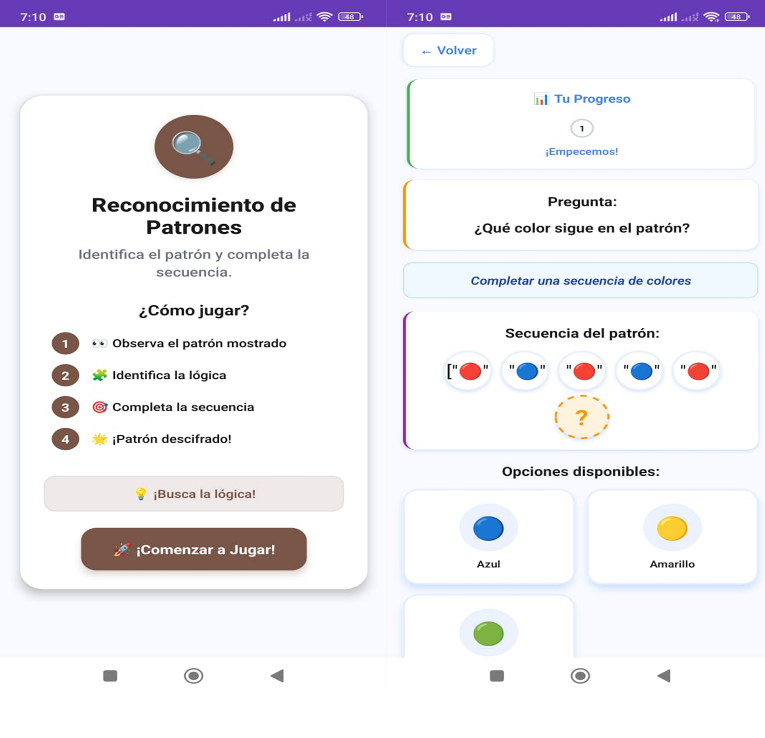 7:10
48
Reconocimiento de
Patrones
Identifica el patrón y completa la
secuencia.
¿Cómo jugar?
1 👀 Observa el patrón mostrado
2 🧩 Identifica la lógica
3 🎯 Completa la secuencia
4 🌟 ¡Patrón descifrado!
💡 ¡Busca la lógica!
🚀 ¡Comenzar a Jugar!
7:10
48
← Volver
📊 Tu Progreso
1
¡Empecemos!
Pregunta:
¿Qué color sigue en el patrón?
Completar una secuencia de colores
Secuencia del patrón:
["🔴" "🔵" "🔴" "🔵" "🔴"
?
Opciones disponibles:
Azul Amarillo